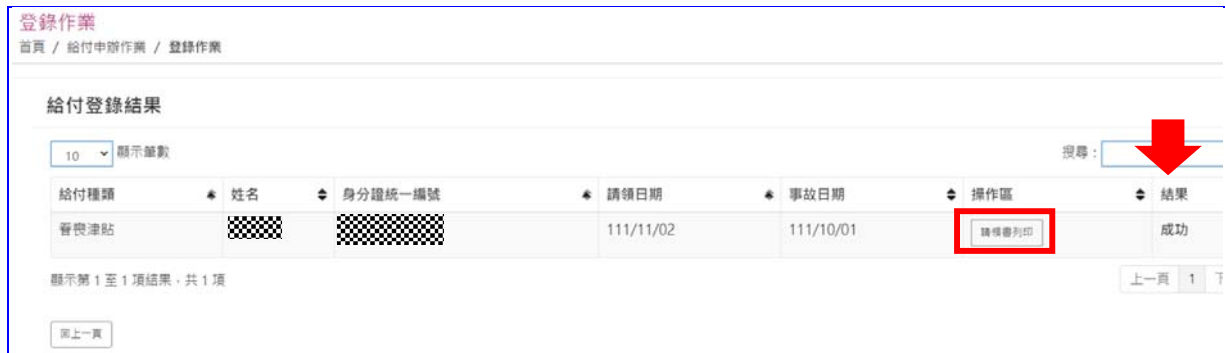 登錄作業
首頁 / 給付申辦作業 / 登錄作業
給付登錄結果
10 顯示筆數
搜尋：
給付種類 姓名 身分證統一編號 請領日期 事故日期 操作區 結果
眷喪津貼 111/11/02 111/10/01 請領書列印 成功
顯示第 1 至 1 項結果，共 1 項
上一頁 1 下
回上一頁